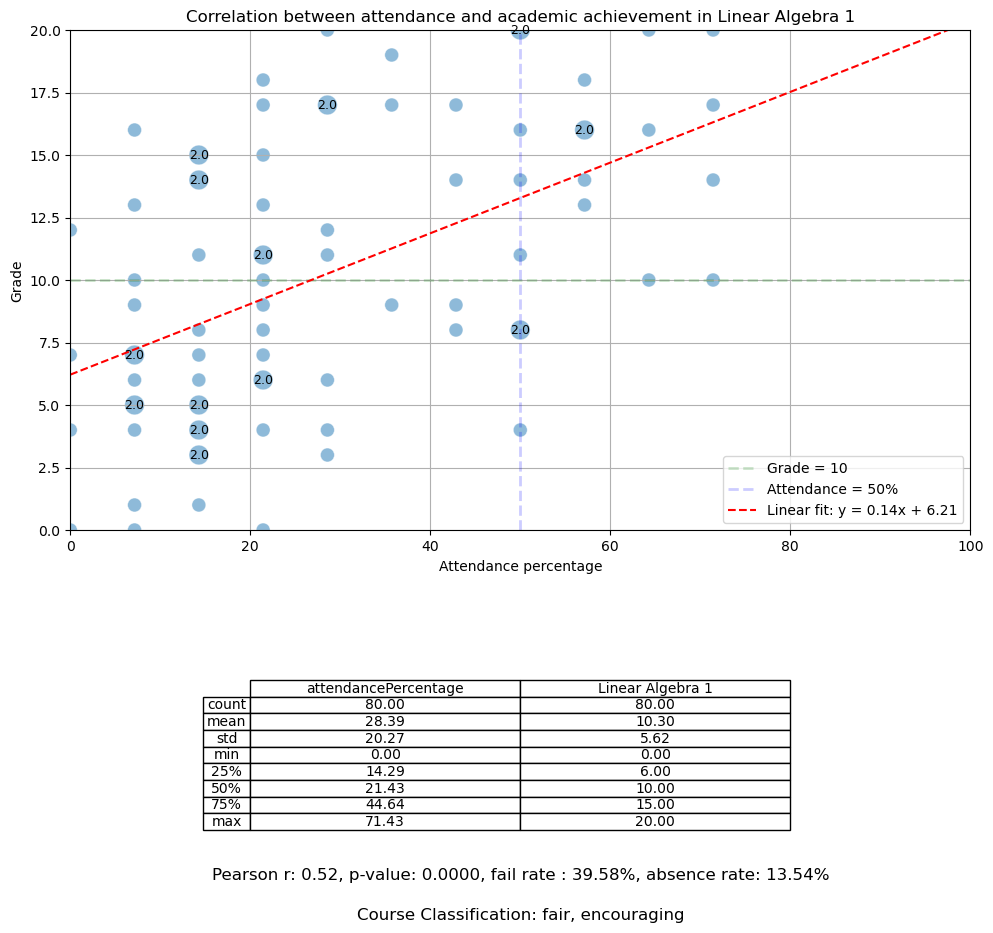 Correlation between attendance and academic achievement in Linear Algebra 1
20.0
17.5
15.0
12.5
10.0
7.5
5.0
2.5
0.0
Grade
2.0
2.0
2.0
2.0
2.0
2.0
2.0
2.0
2.0
2.0
2.0
2.0
2.0
Grade = 10
Attendance = 50%
Linear fit: y = 0.14x + 6.21
0 20 40 60 80 100
Attendance percentage
attendancePercentage Linear Algebra 1
count 80.00 80.00
mean 28.39 10.30
std 20.27 5.62
min 0.00 0.00
25% 14.29 6.00
50% 21.43 10.00
75% 44.64 15.00
max 71.43 20.00
Pearson r: 0.52, p-value: 0.0000, fail rate : 39.58%, absence rate: 13.54%
Course Classification: fair, encouraging